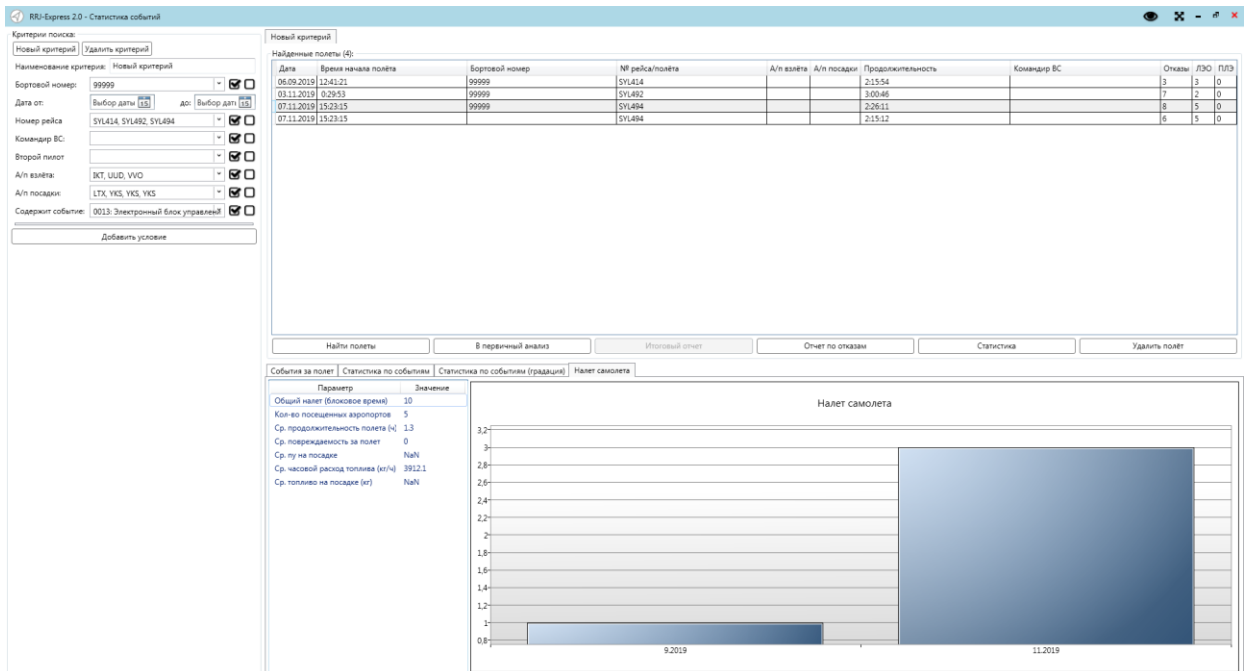 RRJ-Express 2.0 - Статистика событий
Критерии поиска:
Новый критерий Удалить критерий
Наименование критерия: Новый критерий
Бортовой номер: 99999
Дата от: Выбор даты 15 до: Выбор даты 15
Номер рейса SYL414, SYL492, SYL494
Командир ВС:
Второй пилот
А/п взлёта: IKT, UUD, VVO
А/п посадки: LTX, YKS, YKS, YKS
Содержит событие: 0013: Электронный блок управлений
Добавить условие
Новый критерий
Найденные полеты (4):
Дата Время начала полёта Бортовой номер № рейса/полёта А/п взлёта А/п посадки Продолжительность Командир ВС Отказы ЛЭО ПЛЭ
06.09.2019 12:41:21 99999 SYL414 2:15:54 3 3 0
03.11.2019 0:29:53 99999 SYL492 3:00:46 7 2 0
07.11.2019 15:23:15 99999 SYL494 2:26:11 8 5 0
07.11.2019 15:23:15 SYL494 2:15:12 6 5 0
Найти полеты В первичный анализ Итоговый отчет Отчет по отказам Статистика Удалить полёт
События за полет Статистика по событиям Статистика по событиям (градация) Налет самолета
Параметр Значение
Общий налет (блоковое время) 10
Кол-во посещенных аэропортов 5
Ср. продолжительность полета (ч) 1.3
Ср. повреждаемость за полет 0
Ср. ny на посадке NaN
Ср. часовой расход топлива (кг/ч) 3912.1
Ср. топливо на посадке (кг) NaN
Налет самолета
3,2
3
2,8
2,6
2,4
2,2
2
1,8
1,6
1,4
1,2
1
0,8
9.2019 11.2019